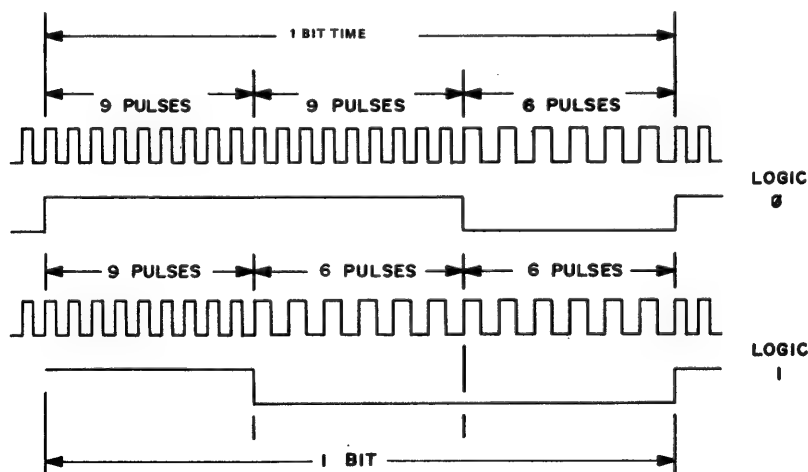 1 BIT TIME
9 PULSES 9 PULSES 6 PULSES
LOGIC
0
9 PULSES 6 PULSES 6 PULSES
LOGIC
1
1 BIT